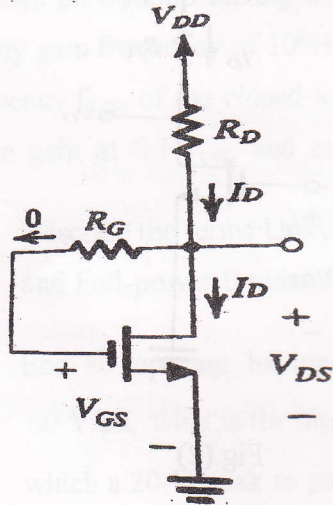 V_DD
R_D
I_D
0 R_G
I_D
+
+ V_DS
V_GS
−
−